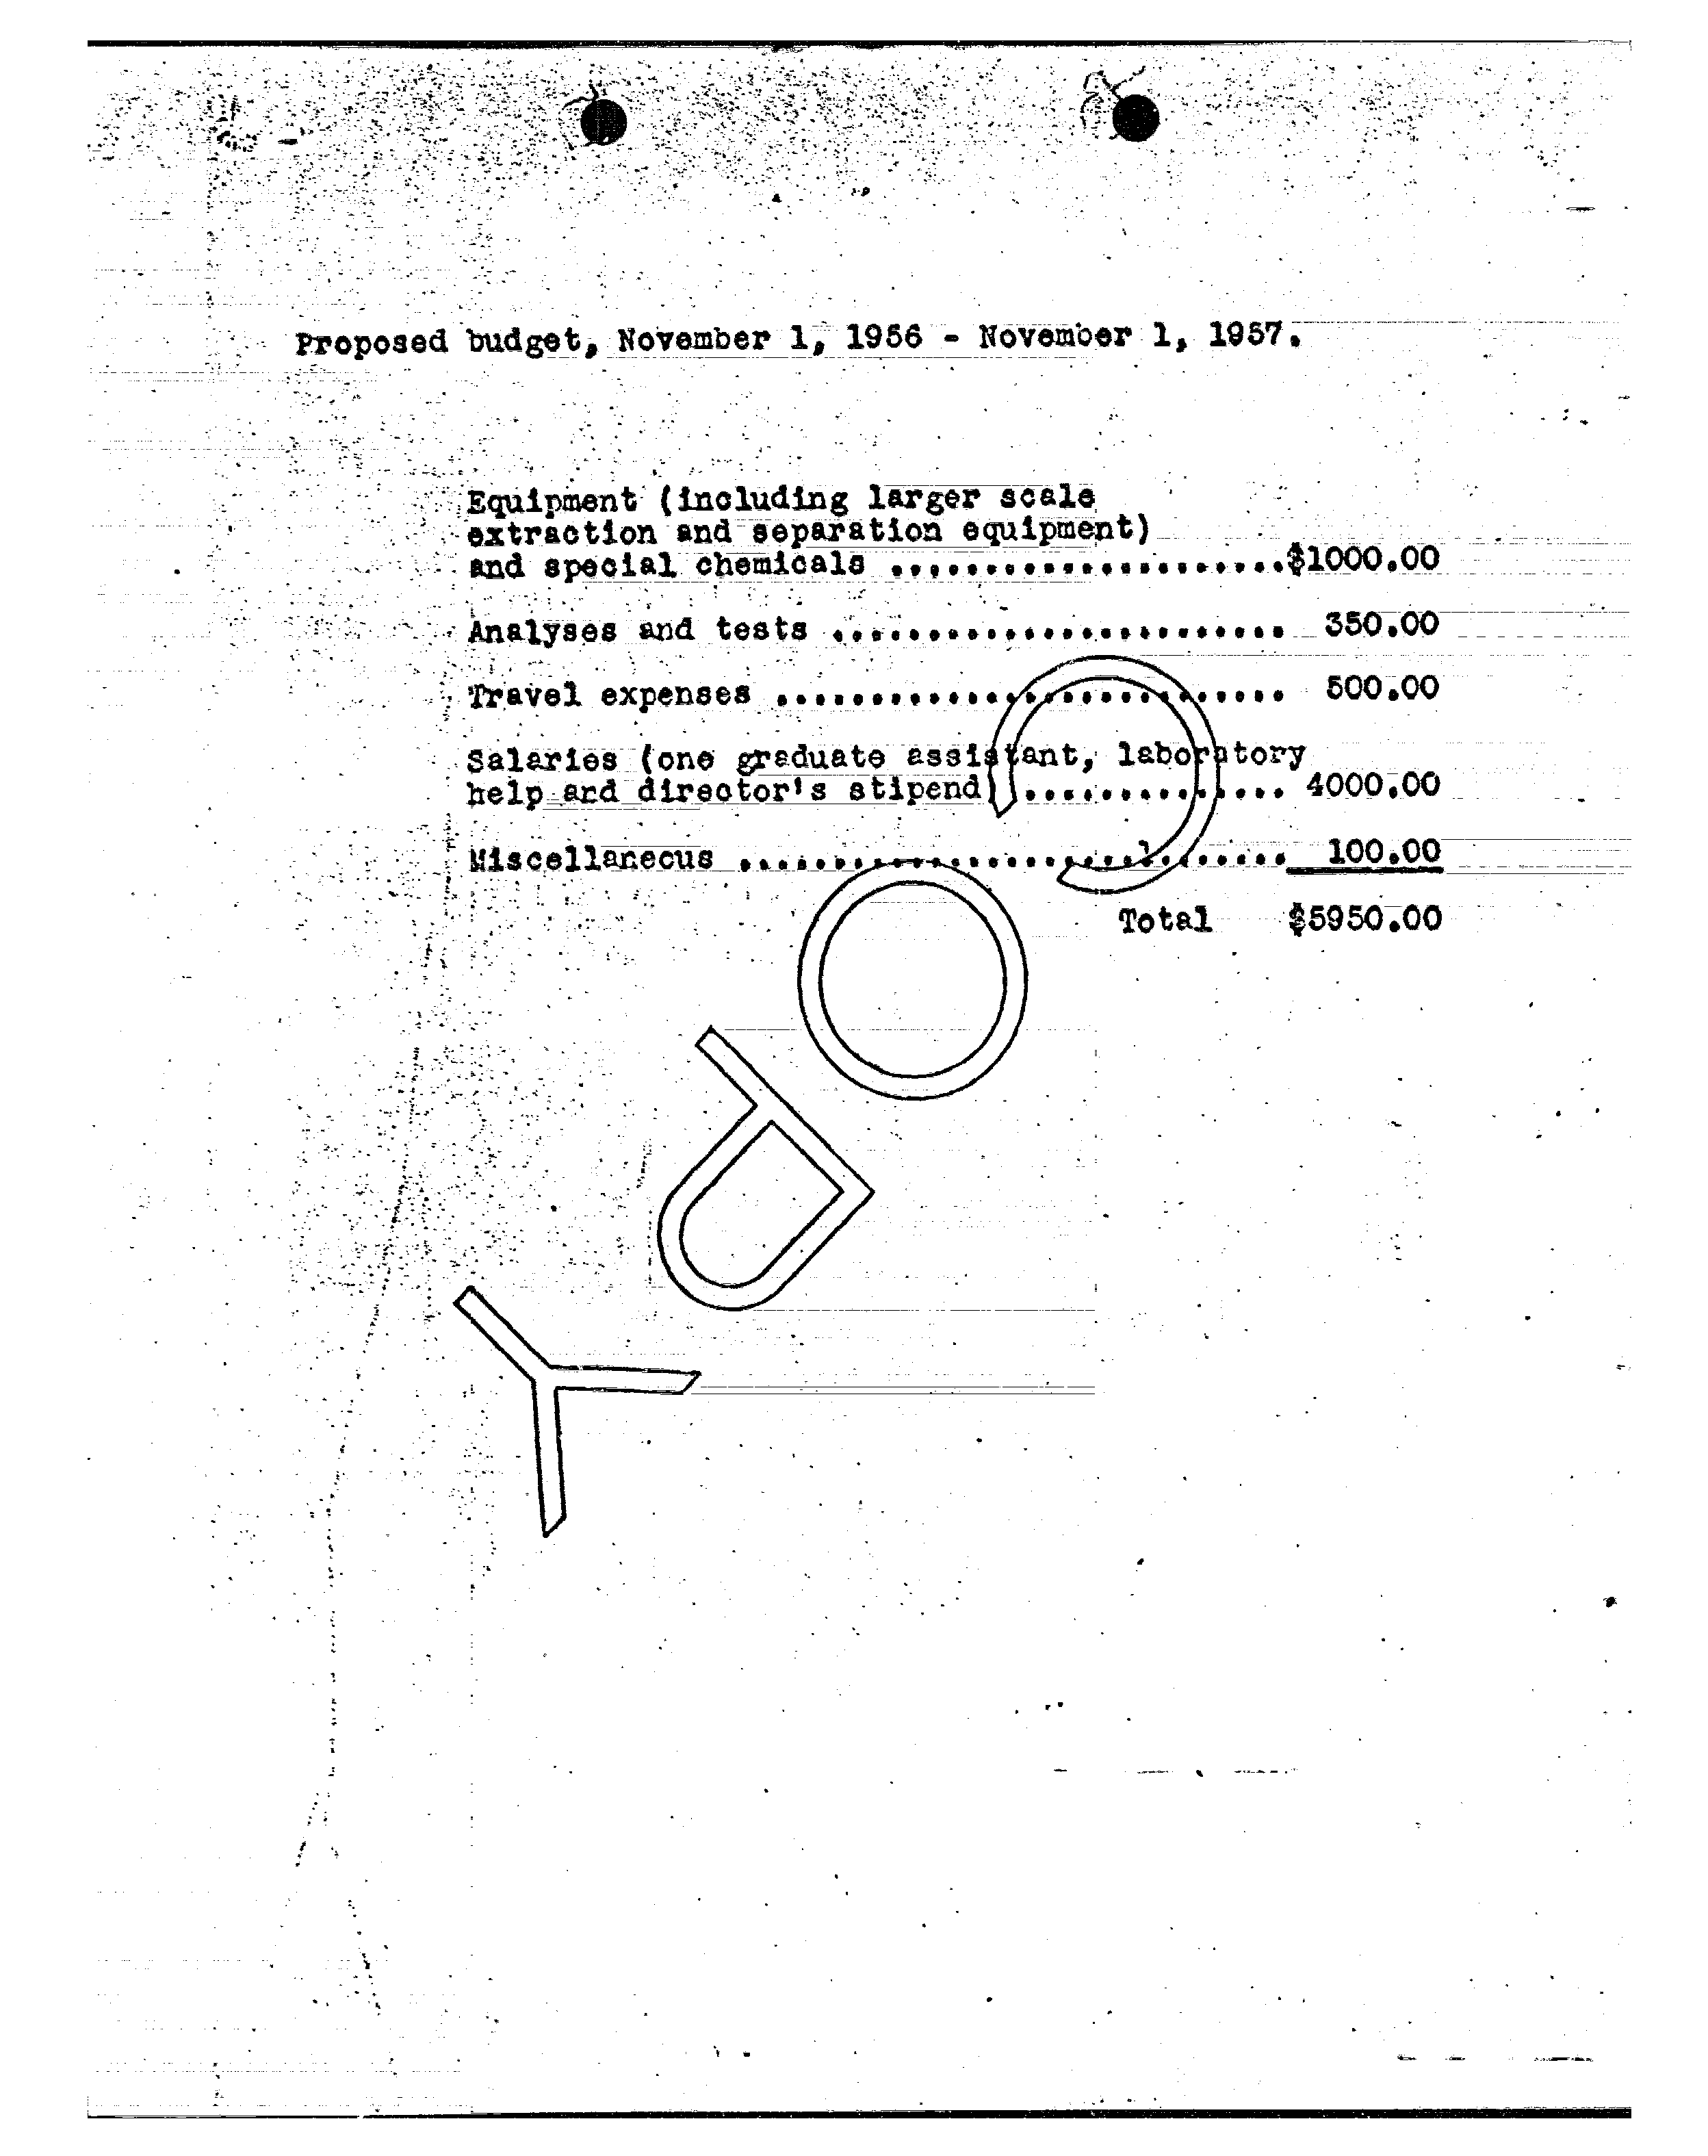 Proposed budget, November 1, 1956 - November 1, 1957.
Equipment (including larger scale
extraction and separation equipment)
and special chemicals .....................$1000.00
Analyses and tests ........................ 350.00
Travel expenses ........................... 500.00
Salaries (one graduate assistant, laboratory
help and director's stipend) .............. 4000.00
Miscellaneous ............................. 100.00
Total $5950.00
COPY